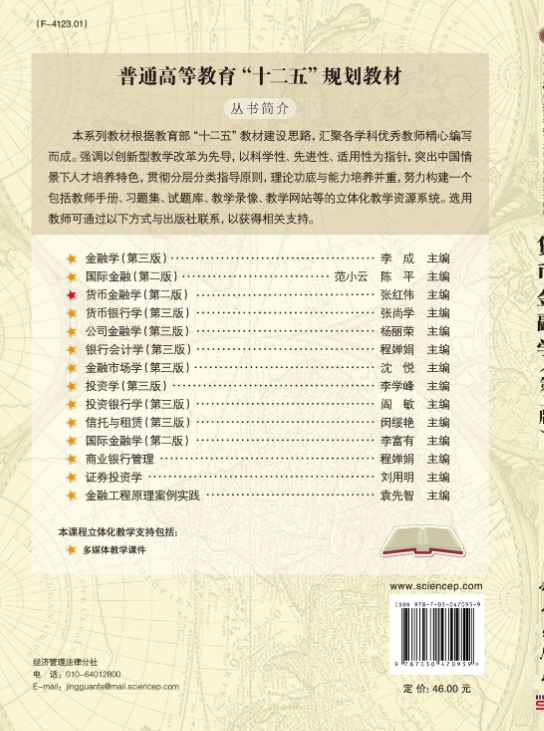 (F-4123.01)
普通高等教育“十二五”规划教材
丛书简介
本系列教材根据教育部“十二五”教材建设思路，汇聚各学科优秀教师精心编写
而成。强调以创新型教学改革为先导，以科学性、先进性、适用性为指针，突出中国情
景下人才培养特色，贯彻分层分类指导原则，理论功底与能力培养并重，努力构建一个
包括教师手册、习题集、试题库、教学录像、教学网站等的立体化教学资源系统。选用
教师可通过以下方式与出版社联系，以获得相关支持。
金融学（第三版）······李 成 主编
国际金融（第二版）······范小云 陈 平 主编
货币金融学（第二版）······张红伟 主编
货币银行学（第三版）······张尚学 主编
公司金融学（第三版）······杨丽荣 主编
银行会计学（第三版）······程婵娟 主编
金融市场学（第三版）······沈 悦 主编
投资学（第三版）······李学峰 主编
投资银行学（第三版）······阎 敏 主编
信托与租赁（第三版）······闵绥艳 主编
国际金融学（第二版）······李富有 主编
商业银行管理······程婵娟 主编
证券投资学······刘用明 主编
金融工程原理案例实践······袁先智 主编
本课程立体化教学支持包括：
多媒体教学课件
www.sciencep.com
ISBN 978-7-03-047095-9
9 787030 470959 >
定 价: 46.00 元
经济管理法律分社
电 话: 010-64012800
E-mail: jingguanfa@mail.sciencep.com
货币金融学（第二版）